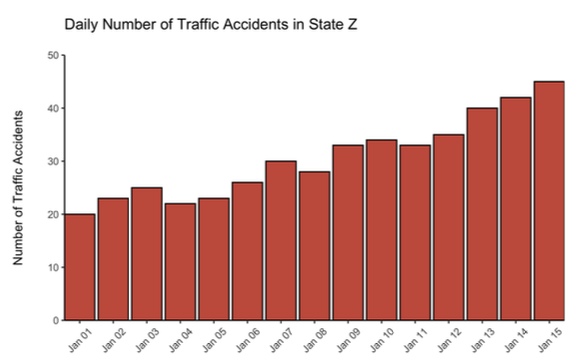 Daily Number of Traffic Accidents in State Z
Number of Traffic Accidents
50
40
30
20
10
0
Jan 01
Jan 02
Jan 03
Jan 04
Jan 05
Jan 06
Jan 07
Jan 08
Jan 09
Jan 10
Jan 11
Jan 12
Jan 13
Jan 14
Jan 15